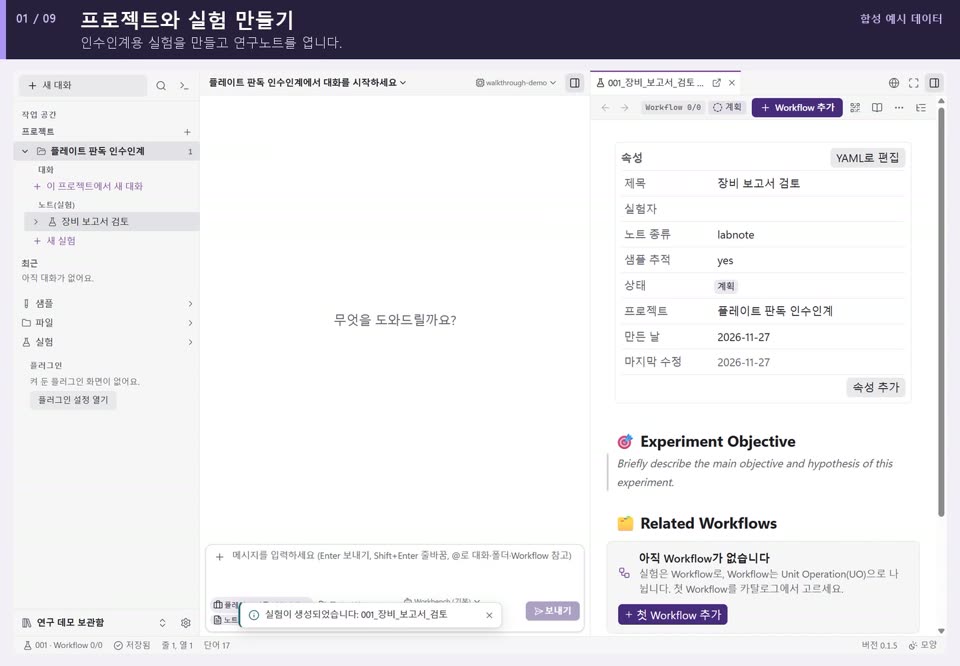 01 / 09
프로젝트와 실험 만들기
인수인계용 실험을 만들고 연구노트를 엽니다.
합성 예시 데이터
새 대화
작업 공간
프로젝트
플레이트 판독 인수인계 1
대화
+ 이 프로젝트에서 새 대화
노트(실험)
장비 보고서 검토
+ 새 실험
최근
아직 대화가 없어요.
샘플
파일
실험
플러그인
켜 둔 플러그인 화면이 없어요.
플러그인 설정 열기
연구 데모 보관함
플레이트 판독 인수인계에서 대화를 시작하세요
walkthrough-demo
무엇을 도와드릴까요?
메시지를 입력하세요 (Enter 보내기, Shift+Enter 줄바꿈, @로 대화·폴더·Workflow 참고)
보내기
실험이 생성되었습니다: 001_장비_보고서_검토
001_장비_보고서_검토 ...
Workflow 0/0
계획
+ Workflow 추가
속성
YAML로 편집
제목 장비 보고서 검토
실험자
노트 종류 labnote
샘플 추적 yes
상태 계획
프로젝트 플레이트 판독 인수인계
만든 날 2026-11-27
마지막 수정 2026-11-27
속성 추가
🎯 Experiment Objective
Briefly describe the main objective and hypothesis of this
experiment.
🗂️ Related Workflows
아직 Workflow가 없습니다
실험은 Workflow로, Workflow는 Unit Operation(UO)으로 나
뉩니다. 첫 Workflow를 카탈로그에서 고르세요.
+ 첫 Workflow 추가
001 · Workflow 0/0 저장됨 줄 1, 열 1 단어 17
버전 0.1.5 모양